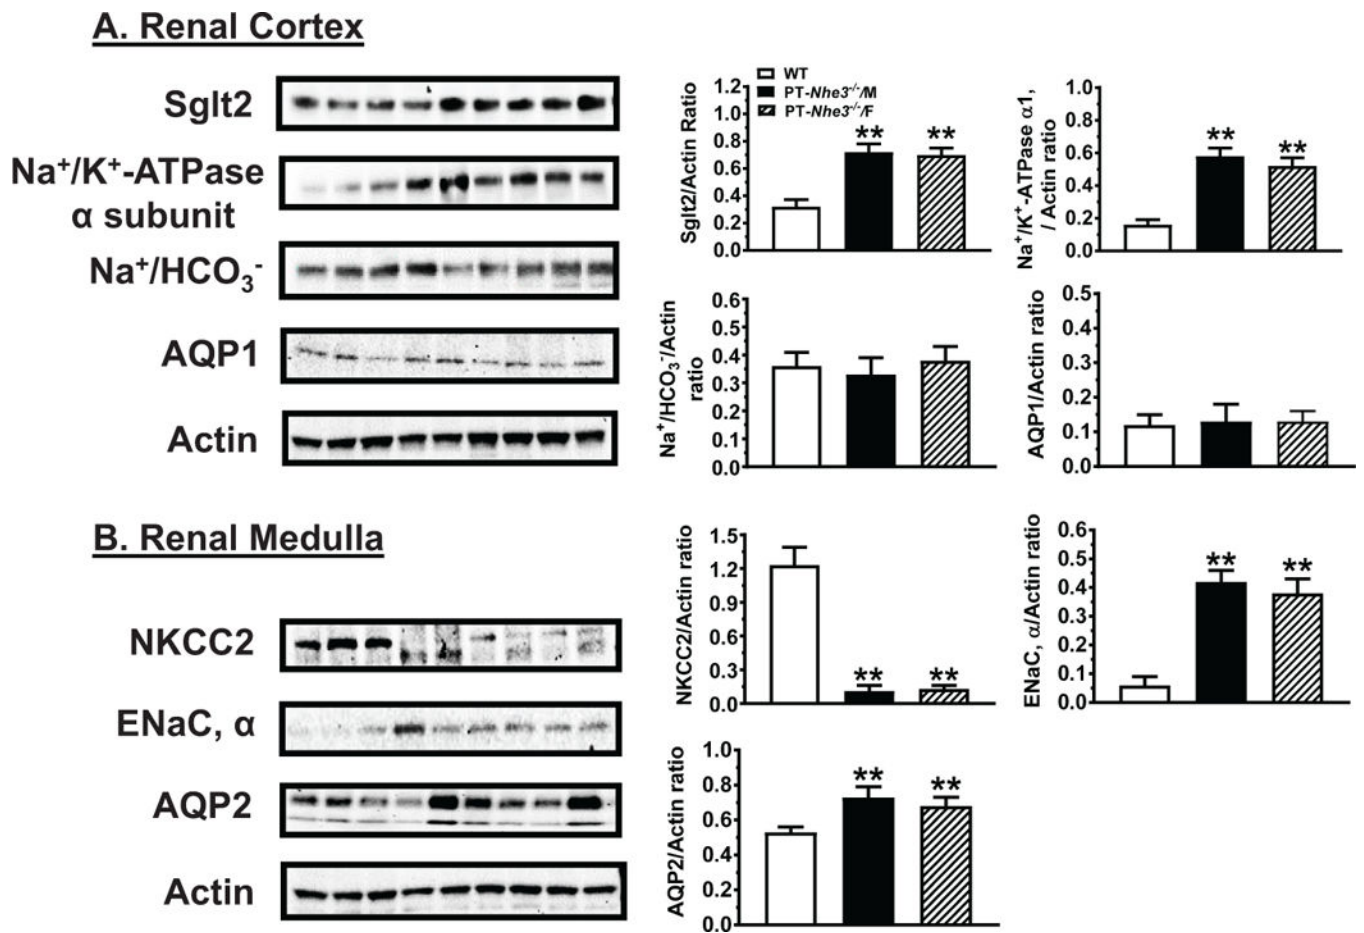 A. Renal Cortex
Sglt2
Na⁺/K⁺-ATPase
α subunit
Na⁺/HCO₃⁻
AQP1
Actin
Sglt2/Actin Ratio
1.2
1.0
0.8
0.6
0.4
0.2
0.0
WT
PT-Nhe3⁻/⁻/M
PT-Nhe3⁻/⁻/F
**
**
Na⁺/K⁺-ATPase α1,
/ Actin ratio
1.0
0.8
0.6
0.4
0.2
0.0
**
**
Na⁺/HCO₃⁻/Actin
ratio
0.6
0.5
0.4
0.3
0.2
0.1
0.0
AQP1/Actin ratio
0.5
0.4
0.3
0.2
0.1
0.0
B. Renal Medulla
NKCC2
ENaC, α
AQP2
Actin
NKCC2/Actin ratio
1.5
1.2
0.9
0.6
0.3
0.0
**
**
ENaC, α/Actin ratio
0.6
0.5
0.4
0.3
0.2
0.1
0.0
**
**
AQP2/Actin ratio
1.0
0.8
0.6
0.4
0.2
0.0
**
**